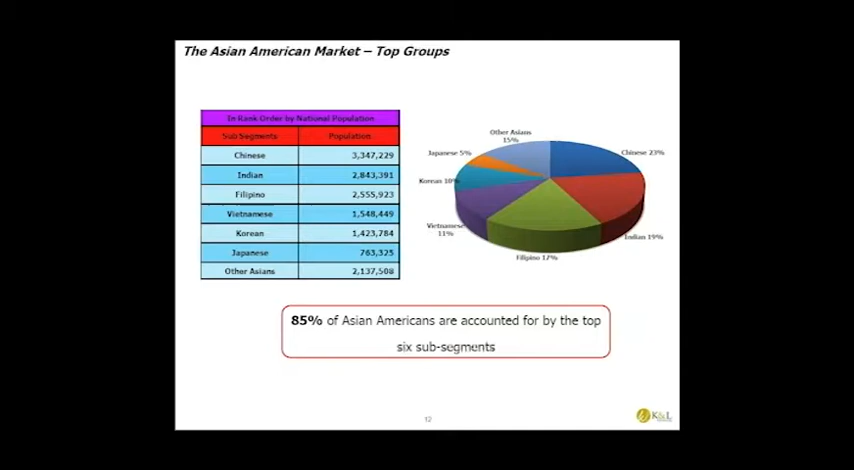 The Asian American Market – Top Groups
In Rank Order by National Population
Sub Segments Population
Chinese 3,347,229
Indian 2,843,391
Filipino 2,555,923
Vietnamese 1,548,449
Korean 1,423,784
Japanese 763,325
Other Asians 2,137,508
Other Asians
15%
Japanese 5%
Korean 10%
Vietnamese
11%
Filipino 17%
Indian 19%
Chinese 23%
85% of Asian Americans are accounted for by the top
six sub-segments
12
K&L